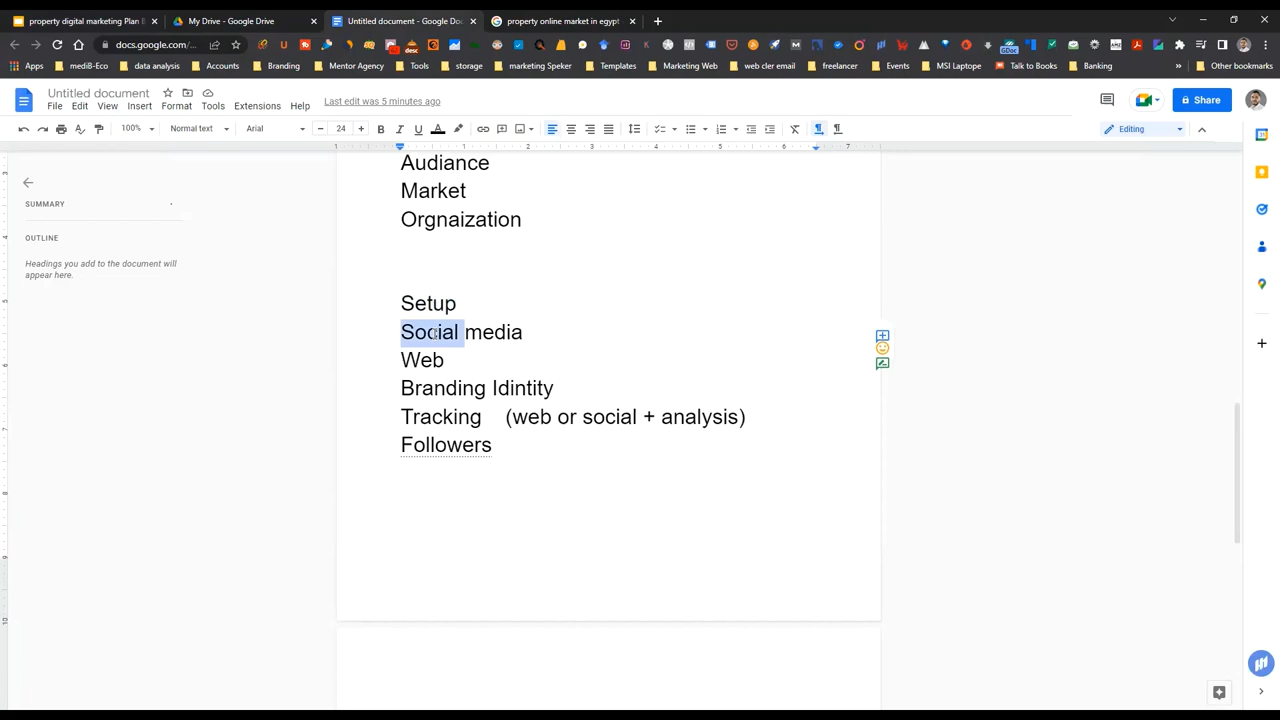 property digital marketing Plan B
My Drive - Google Drive
Untitled document - Google Doc
property online market in egypt
docs.google.com/...
Apps
mediB-Eco
data analysis
Accounts
Branding
Mentor Agency
Tools
storage
marketing Speker
Templates
Marketing Web
web cler email
freelancer
Events
MSI Laptope
Talk to Books
Banking
Other bookmarks
Untitled document
File Edit View Insert Format Tools Extensions Help
Last edit was 5 minutes ago
Share
100%
Normal text
Arial
24
Editing
SUMMARY
OUTLINE
Headings you add to the document will
appear here.
Audiance
Market
Orgnaization
Setup
Social media
Web
Branding Idintity
Tracking (web or social + analysis)
Followers